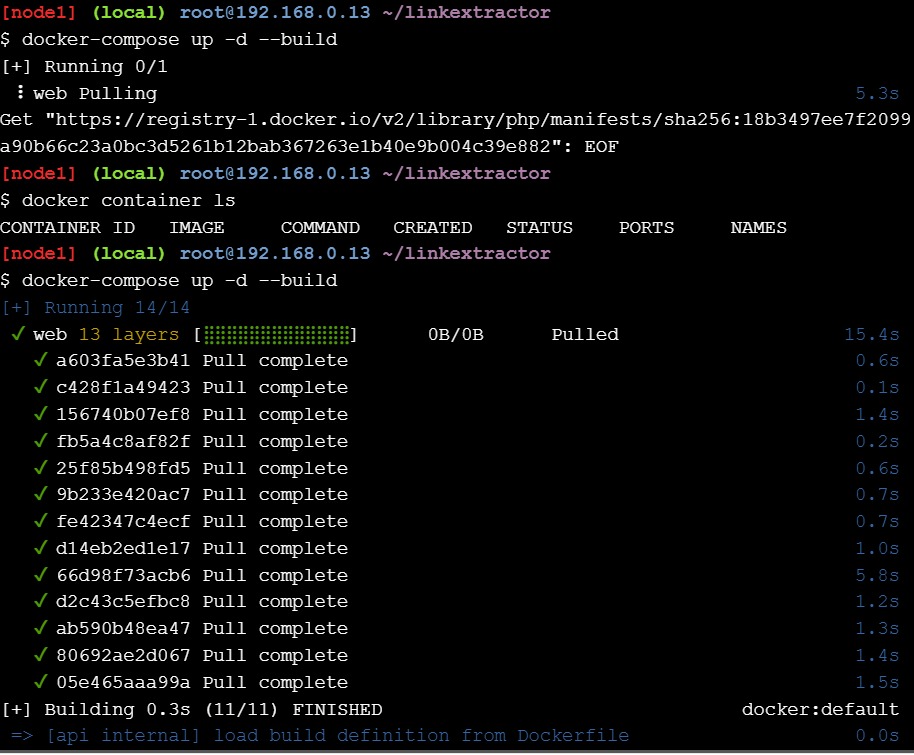 [node1] (local) root@192.168.0.13 ~/linkextractor
$ docker-compose up -d --build
[+] Running 0/1
⠸ web Pulling 5.3s
Get "https://registry-1.docker.io/v2/library/php/manifests/sha256:18b3497ee7f2099
a90b66c23a0bc3d5261b12bab367263e1b40e9b004c39e882": EOF
[node1] (local) root@192.168.0.13 ~/linkextractor
$ docker container ls
CONTAINER ID IMAGE COMMAND CREATED STATUS PORTS NAMES
[node1] (local) root@192.168.0.13 ~/linkextractor
$ docker-compose up -d --build
[+] Running 14/14
✓ web 13 layers [⣿⣿⣿⣿⣿⣿⣿⣿⣿⣿⣿⣿⣿] 0B/0B Pulled 15.4s
✓ a603fa5e3b41 Pull complete 0.6s
✓ c428f1a49423 Pull complete 0.1s
✓ 156740b07ef8 Pull complete 1.4s
✓ fb5a4c8af82f Pull complete 0.2s
✓ 25f85b498fd5 Pull complete 0.6s
✓ 9b233e420ac7 Pull complete 0.7s
✓ fe42347c4ecf Pull complete 0.7s
✓ d14eb2ed1e17 Pull complete 1.0s
✓ 66d98f73acb6 Pull complete 5.8s
✓ d2c43c5efbc8 Pull complete 1.2s
✓ ab590b48ea47 Pull complete 1.3s
✓ 80692ae2d067 Pull complete 1.4s
✓ 05e465aaa99a Pull complete 1.5s
[+] Building 0.3s (11/11) FINISHED docker:default
=> [api internal] load build definition from Dockerfile 0.0s